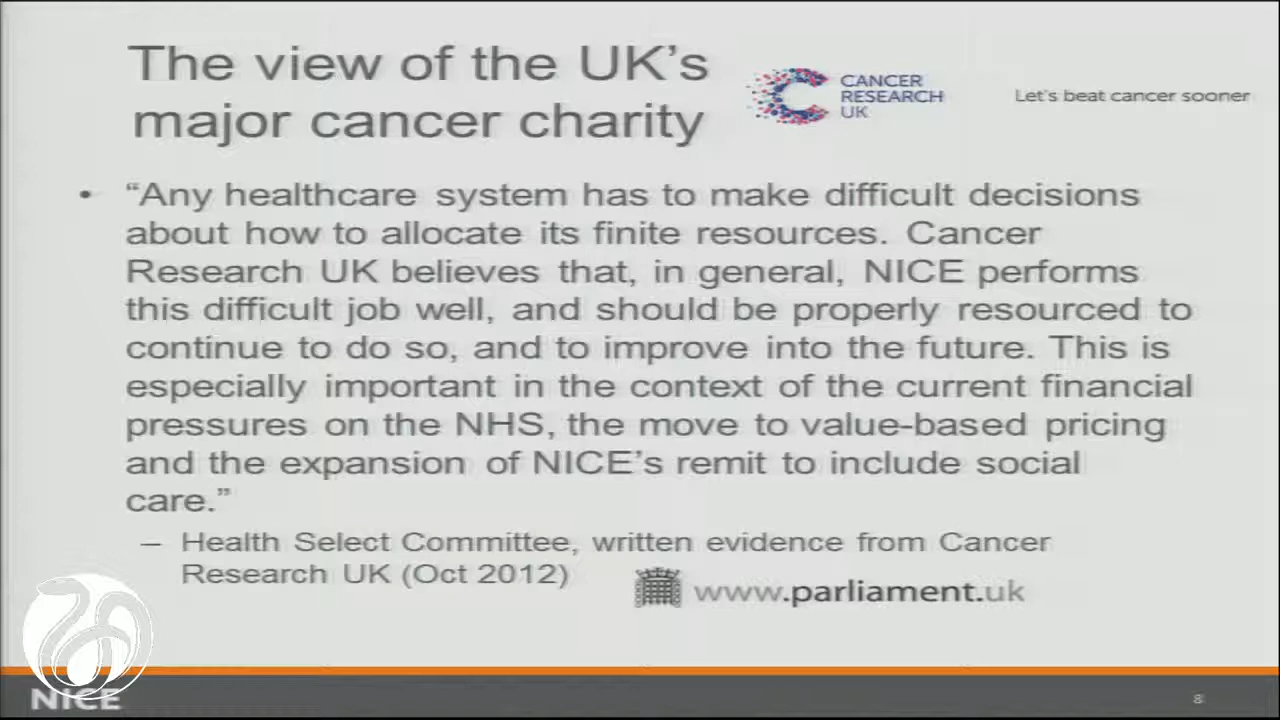 The view of the UK's
major cancer charity
CANCER
RESEARCH
UK
Let's beat cancer sooner
• “Any healthcare system has to make difficult decisions
about how to allocate its finite resources. Cancer
Research UK believes that, in general, NICE performs
this difficult job well, and should be properly resourced to
continue to do so, and to improve into the future. This is
especially important in the context of the current financial
pressures on the NHS, the move to value-based pricing
and the expansion of NICE's remit to include social
care.”
– Health Select Committee, written evidence from Cancer
Research UK (Oct 2012)
www.parliament.uk
NICE
8